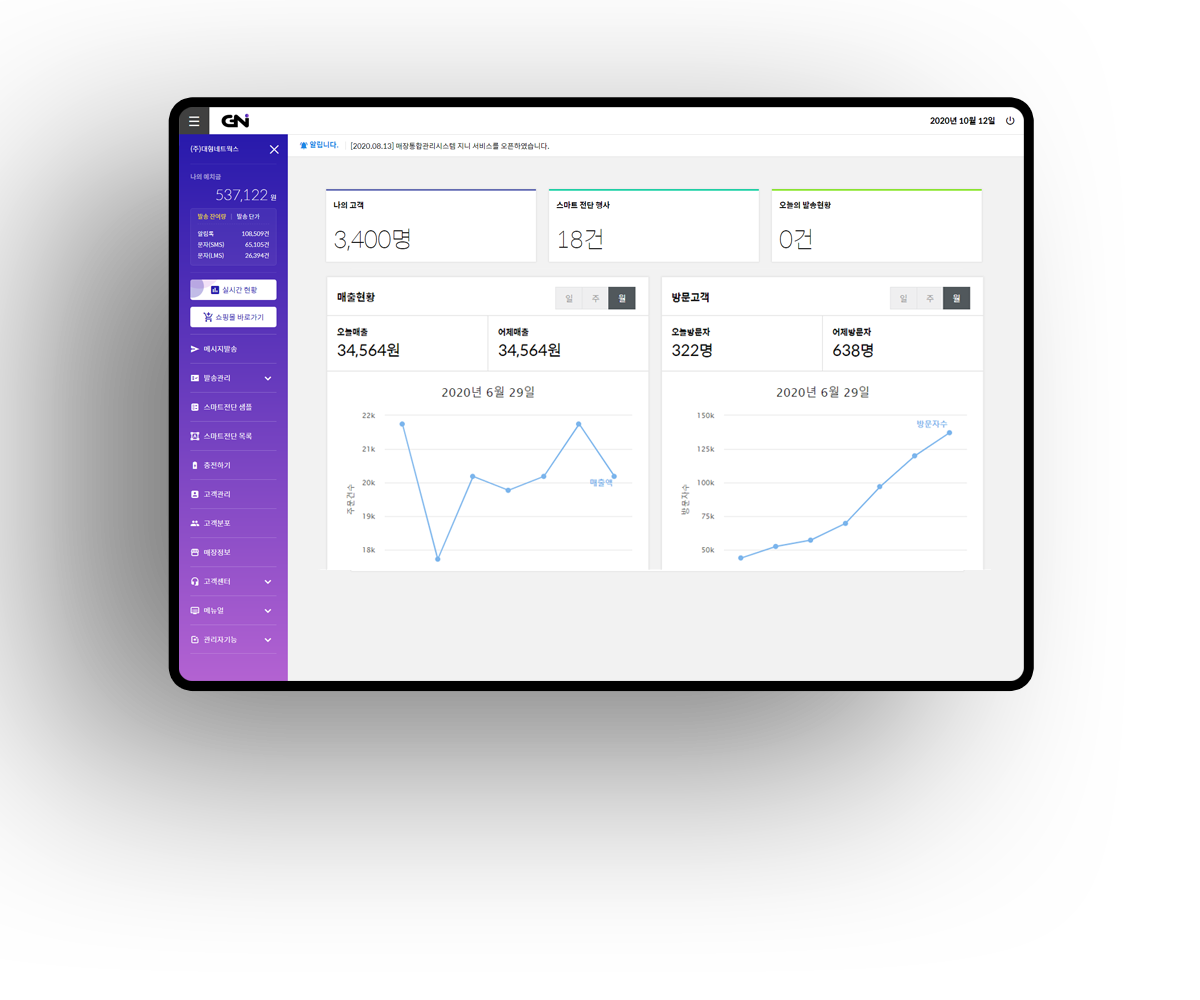 GNi
2020년 10월 12일
(주)대형네트웍스
알립니다.
[2020.08.13] 매장통합관리시스템 지니 서비스를 오픈하였습니다.
나의 메치글
537,122 원
발송 잔여량 | 발송 단가
알림톡 108,509건
문자(SMS) 65,105건
문자(LMS) 26,394건
실시간 현황
쇼핑몰 바로가기
메시지발송
발송관리
스마트전단 샘플
스마트전단 목록
충전하기
고객관리
고객분포
매장정보
고객센터
메뉴얼
관리자기능
나의 고객
3,400명
스마트 전단 행사
18건
오늘의 발송현황
0건
매출현황
일 주 월
오늘매출
34,564원
어제매출
34,564원
2020년 6월 29일
22k
21k
20k
19k
18k
주문건수
매출액
방문고객
일 주 월
오늘방문자
322명
어제방문자
638명
2020년 6월 29일
150k
125k
100k
75k
50k
방문자수
방문자수